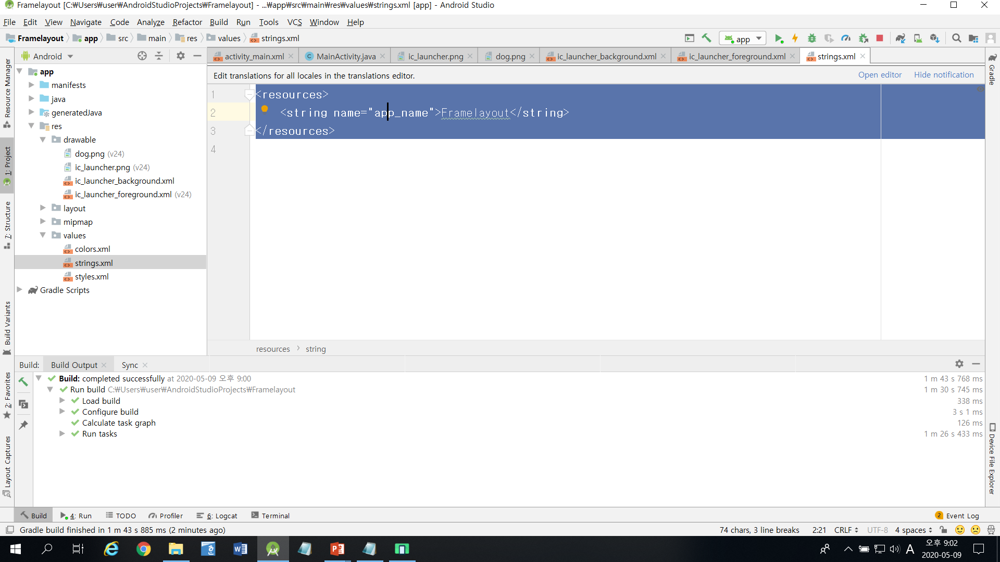 Framelayout [C:₩Users₩user₩AndroidStudioProjects₩Framelayout] - ...₩app₩src₩main₩res₩values₩strings.xml [app] - Android Studio
File Edit View Navigate Code Analyze Refactor Build Run Tools VCS Window Help
Framelayout app src main res values strings.xml app
Android
activity_main.xml MainActivity.java ic_launcher.png dog.png ic_launcher_background.xml ic_launcher_foreground.xml strings.xml
Edit translations for all locales in the translations editor. Open editor Hide notification
app
manifests
java
generatedJava
res
drawable
dog.png (v24)
ic_launcher.png (v24)
ic_launcher_background.xml
ic_launcher_foreground.xml (v24)
layout
mipmap
values
colors.xml
strings.xml
styles.xml
Gradle Scripts
1 <resources>
2 <string name="app_name">Framelayout</string>
3 </resources>
4
resources string
Resource Manager
1: Project
7: Structure
Build Variants
2: Favorites
Layout Captures
Gradle
Device File Explorer
Build: Build Output Sync
Build: completed successfully at 2020-05-09 오후 9:00 1 m 43 s 768 ms
Run build C:₩Users₩user₩AndroidStudioProjects₩Framelayout 1 m 30 s 745 ms
Load build 338 ms
Configure build 3 s 1 ms
Calculate task graph 126 ms
Run tasks 1 m 26 s 433 ms
Build 4: Run TODO Profiler 6: Logcat Terminal 2 Event Log
Gradle build finished in 1 m 43 s 885 ms (2 minutes ago) 74 chars, 3 line breaks 2:21 CRLF UTF-8 4 spaces
A 오후 9:02
2020-05-09